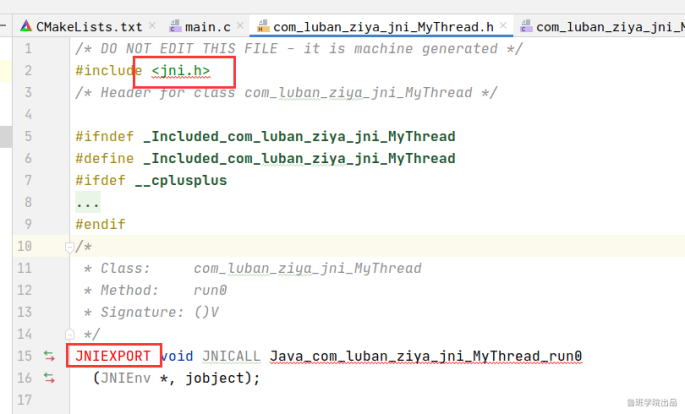 CMakeLists.txt main.c com_luban_ziya_jni_MyThread.h com_luban_ziya_jni_M
1 /* DO NOT EDIT THIS FILE - it is machine generated */
2 #include <jni.h>
3 /* Header for class com_luban_ziya_jni_MyThread */
4
5 #ifndef _Included_com_luban_ziya_jni_MyThread
6 #define _Included_com_luban_ziya_jni_MyThread
7 #ifdef __cplusplus
8 ...
9 #endif
10 /*
11 * Class: com_luban_ziya_jni_MyThread
12 * Method: run0
13 * Signature: ()V
14 */
15 JNIEXPORT void JNICALL Java_com_luban_ziya_jni_MyThread_run0
16 (JNIEnv *, jobject);
17
鲁班学院出品